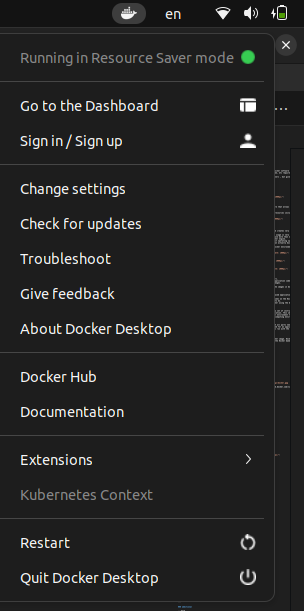 en
Running in Resource Saver mode
Go to the Dashboard
Sign in / Sign up
Change settings
Check for updates
Troubleshoot
Give feedback
About Docker Desktop
Docker Hub
Documentation
Extensions
Kubernetes Context
Restart
Quit Docker Desktop